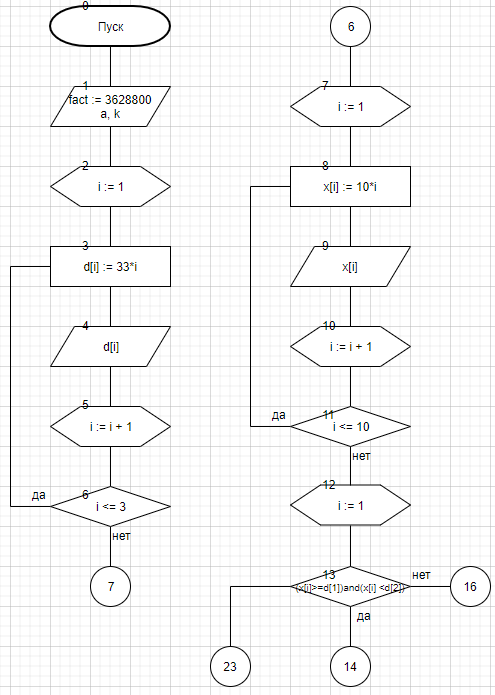 0
Пуск
1
fact := 3628800
a, k
2
i := 1
3
d[i] := 33*i
4
d[i]
5
i := i + 1
6
да
i <= 3
нет
7
6
7
i := 1
8
x[i] := 10*i
9
x[i]
10
i := i + 1
11
да
i <= 10
нет
12
i := 1
13
(x[i]>=d[1])and(x[i] <d[2])
нет
16
да
23
14